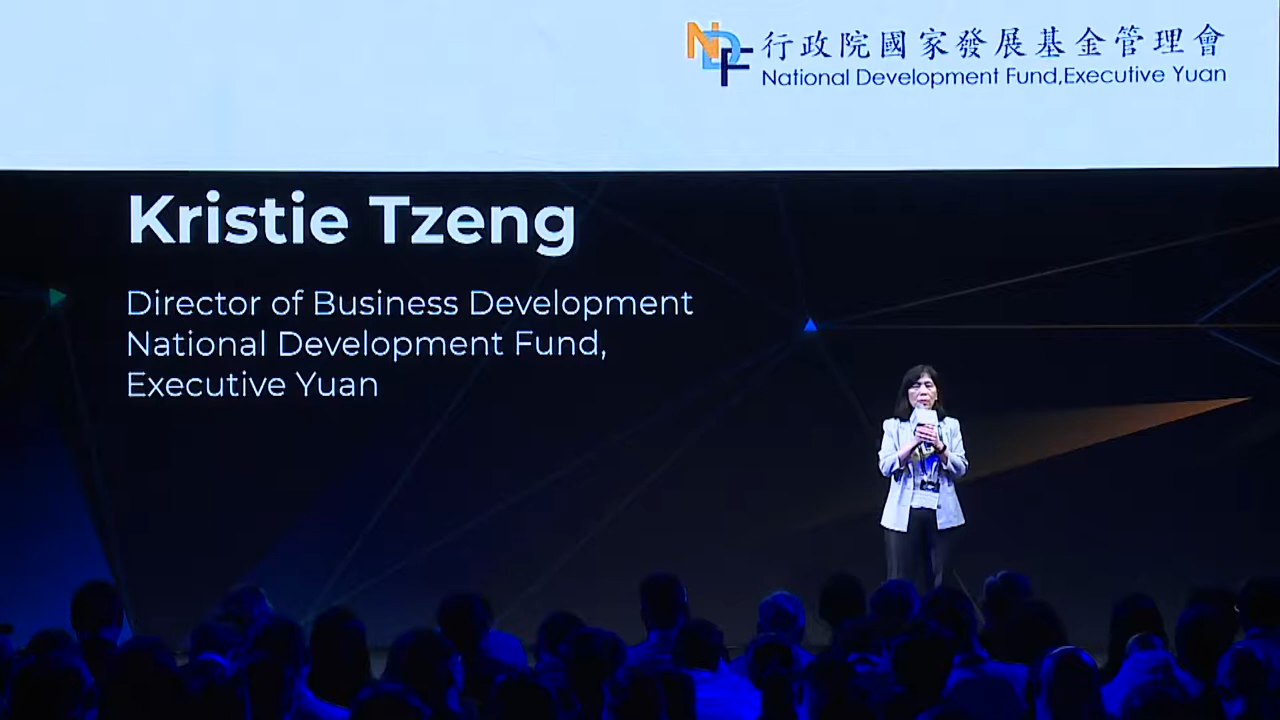 NDF 行政院國家發展基金管理會
National Development Fund,Executive Yuan
Kristie Tzeng
Director of Business Development
National Development Fund,
Executive Yuan